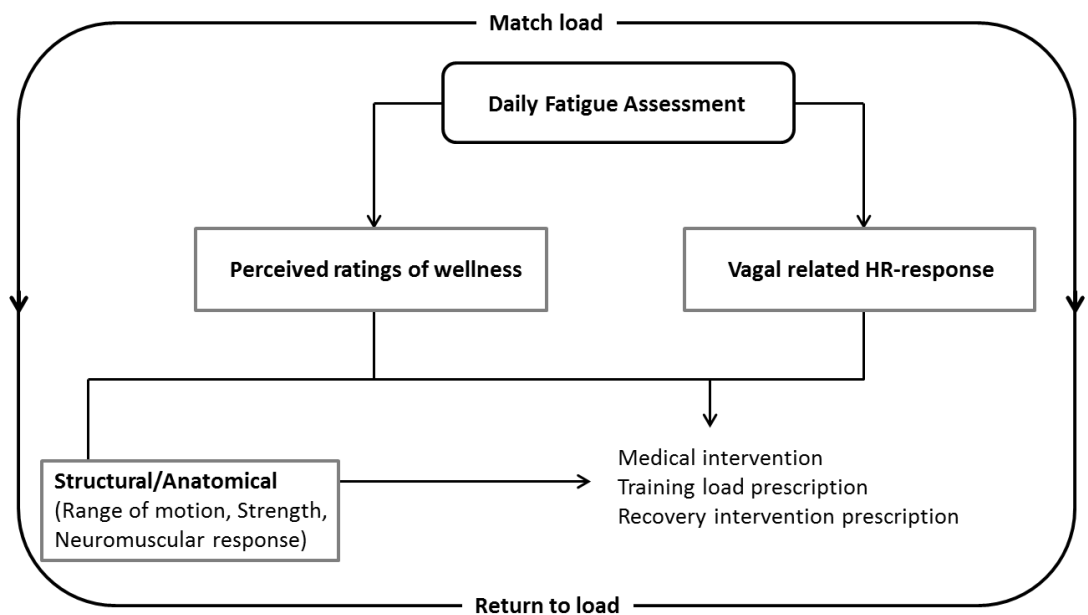 Match load
Daily Fatigue Assessment
Perceived ratings of wellness
Vagal related HR-response
Structural/Anatomical
(Range of motion, Strength,
Neuromuscular response)
Medical intervention
Training load prescription
Recovery intervention prescription
Return to load